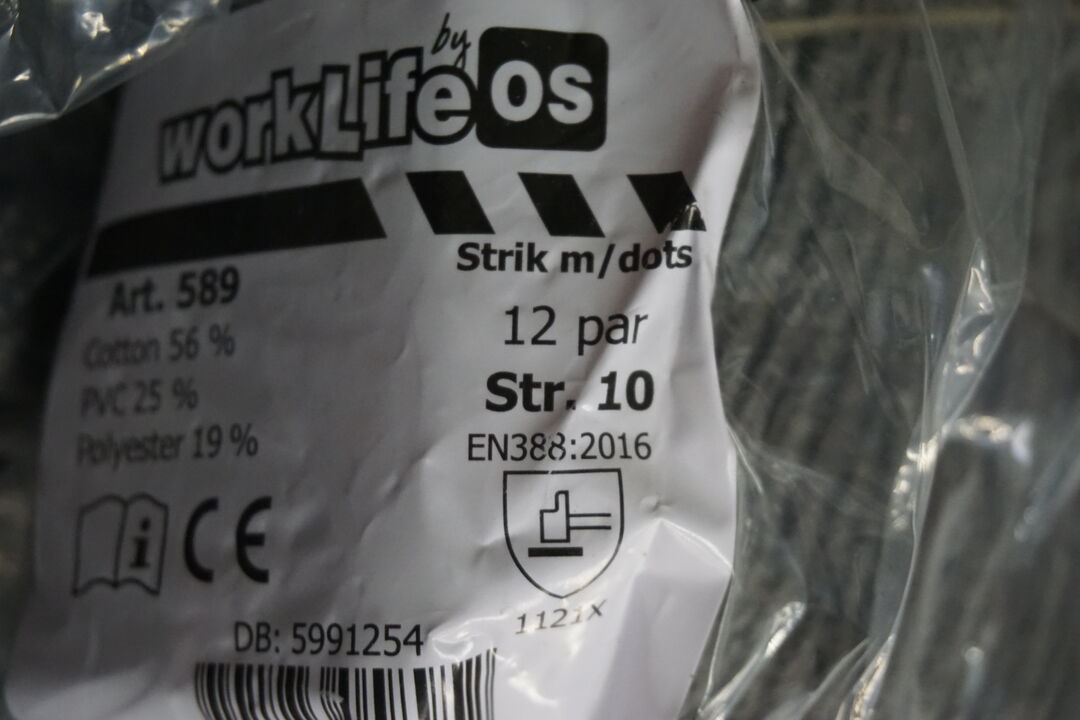 by
workLife os
Strik m/dots
Art. 589
Cotton 56 %
PVC 25 %
Polyester 19 %
12 par
Str. 10
EN388:2016
i
CE
1121X
DB: 5991254